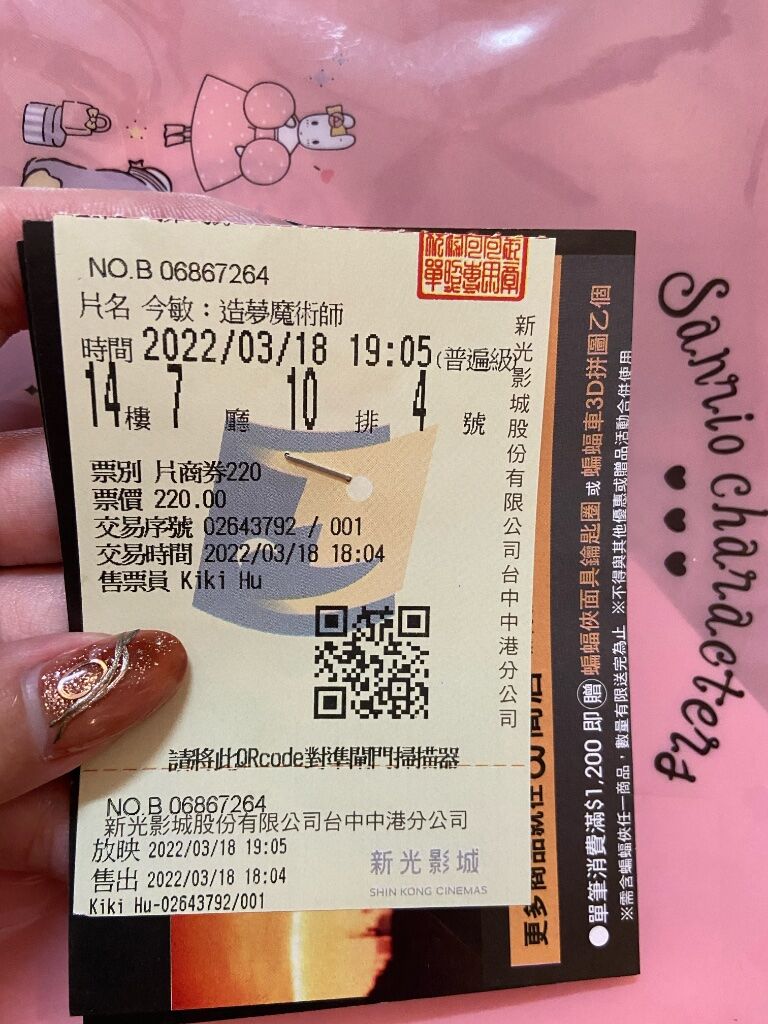 NO.B 06867264
片名 今敏：造夢魔術師
時間 2022/03/18 19:05(普遍級)
14樓 7 廳 10 排 4 號
票別 片商券220
票價 220.00
交易序號 02643792 / 001
交易時間 2022/03/18 18:04
售票員 Kiki Hu
請將此QRcode對準閘門掃描器
新光影城股份有限公司台中中港分公司
NO.B 06867264
新光影城股份有限公司台中中港分公司
放映 2022/03/18 19:05
售出 2022/03/18 18:04
Kiki Hu-02643792/001
新光影城
SHIN KONG CINEMAS
更多商品就在
●單筆消費滿$1,200 即贈 蝙蝠俠面具鑰匙圈 或 蝙蝠車3D拼圖乙個
※需含蝙蝠俠任一商品，數量有限送完為止 ※不得與其他優惠或贈品活動合併使用
Sanrio characters